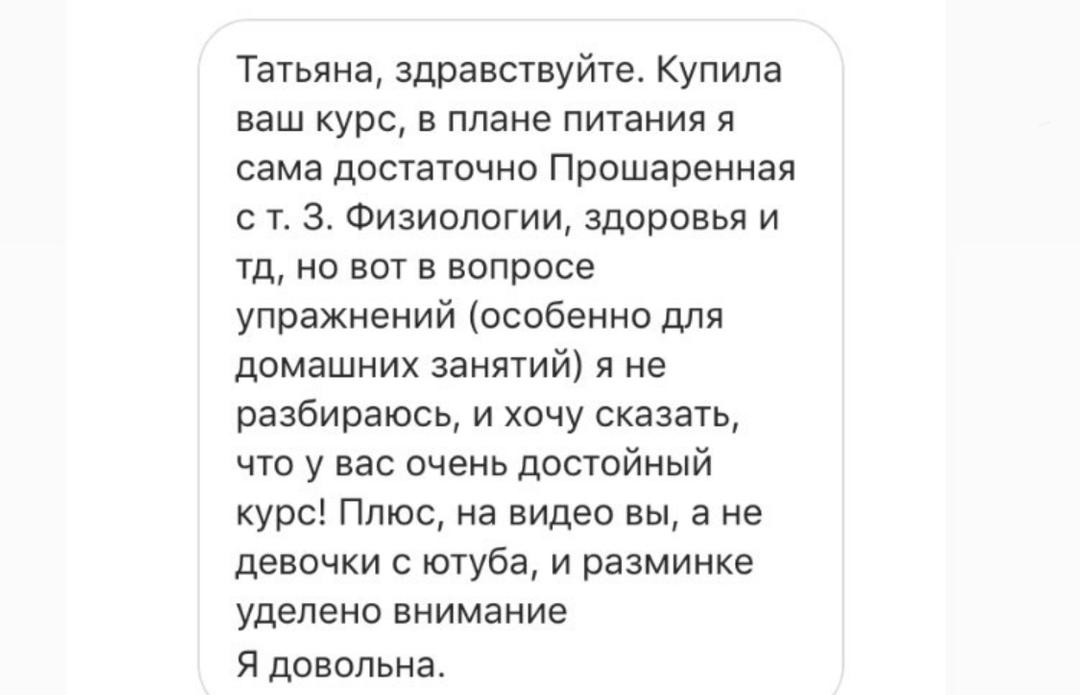 Татьяна, здравствуйте. Купила
ваш курс, в плане питания я
сама достаточно Прошаренная
с т. З. Физиологии, здоровья и
тд, но вот в вопросе
упражнений (особенно для
домашних занятий) я не
разбираюсь, и хочу сказать,
что у вас очень достойный
курс! Плюс, на видео вы, а не
девочки с ютуба, и разминке
уделено внимание
Я довольна.